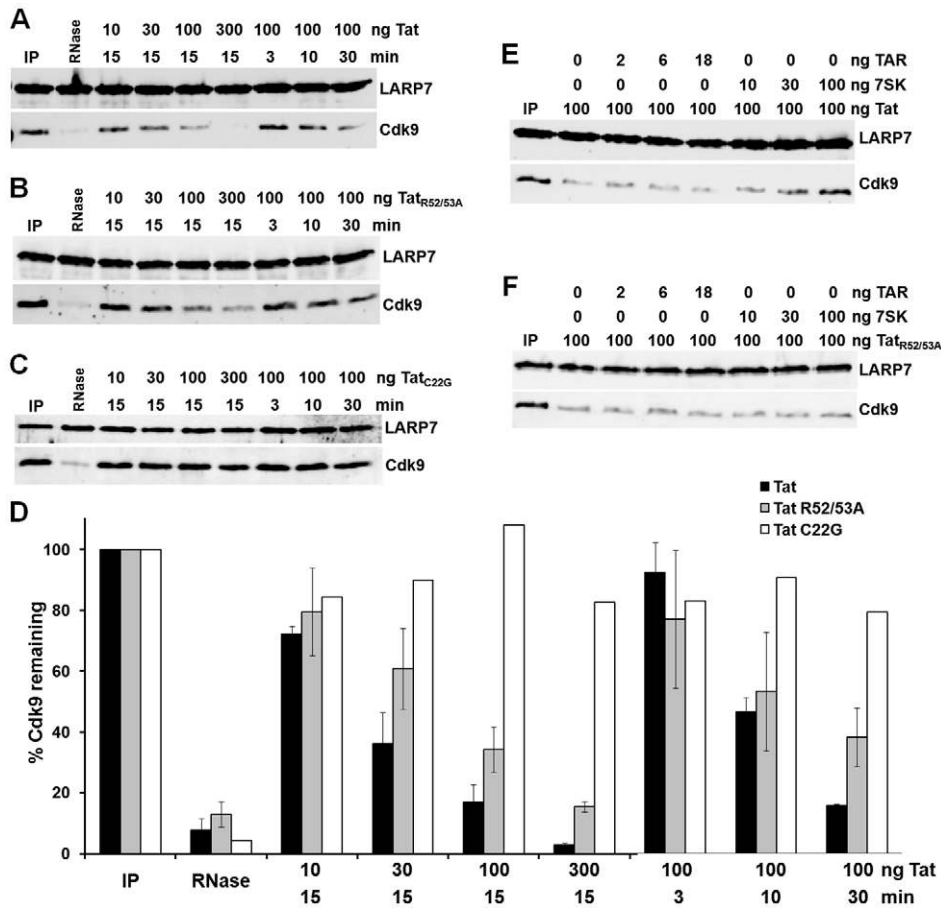 A
10 30 100 300 100 100 100 ng Tat
IP RNase 15 15 15 15 3 10 30 min
LARP7
Cdk9
B
10 30 100 300 100 100 100 ng Tat R52/53A
IP RNase 15 15 15 15 3 10 30 min
LARP7
Cdk9
C
10 30 100 300 100 100 100 ng Tat C22G
IP RNase 15 15 15 15 3 10 30 min
LARP7
Cdk9
E
0 2 6 18 0 0 0 ng TAR
0 0 0 0 10 30 100 ng 7SK
IP 100 100 100 100 100 100 100 ng Tat
LARP7
Cdk9
F
0 2 6 18 0 0 0 ng TAR
0 0 0 0 10 30 100 ng 7SK
IP 100 100 100 100 100 100 100 ng Tat R52/53A
LARP7
Cdk9
D
Tat
Tat R52/53A
Tat C22G
% Cdk9 remaining
100
80
60
40
20
0
IP RNase 10 30 100 300 100 100 100 ng Tat
15 15 15 15 3 10 30 min